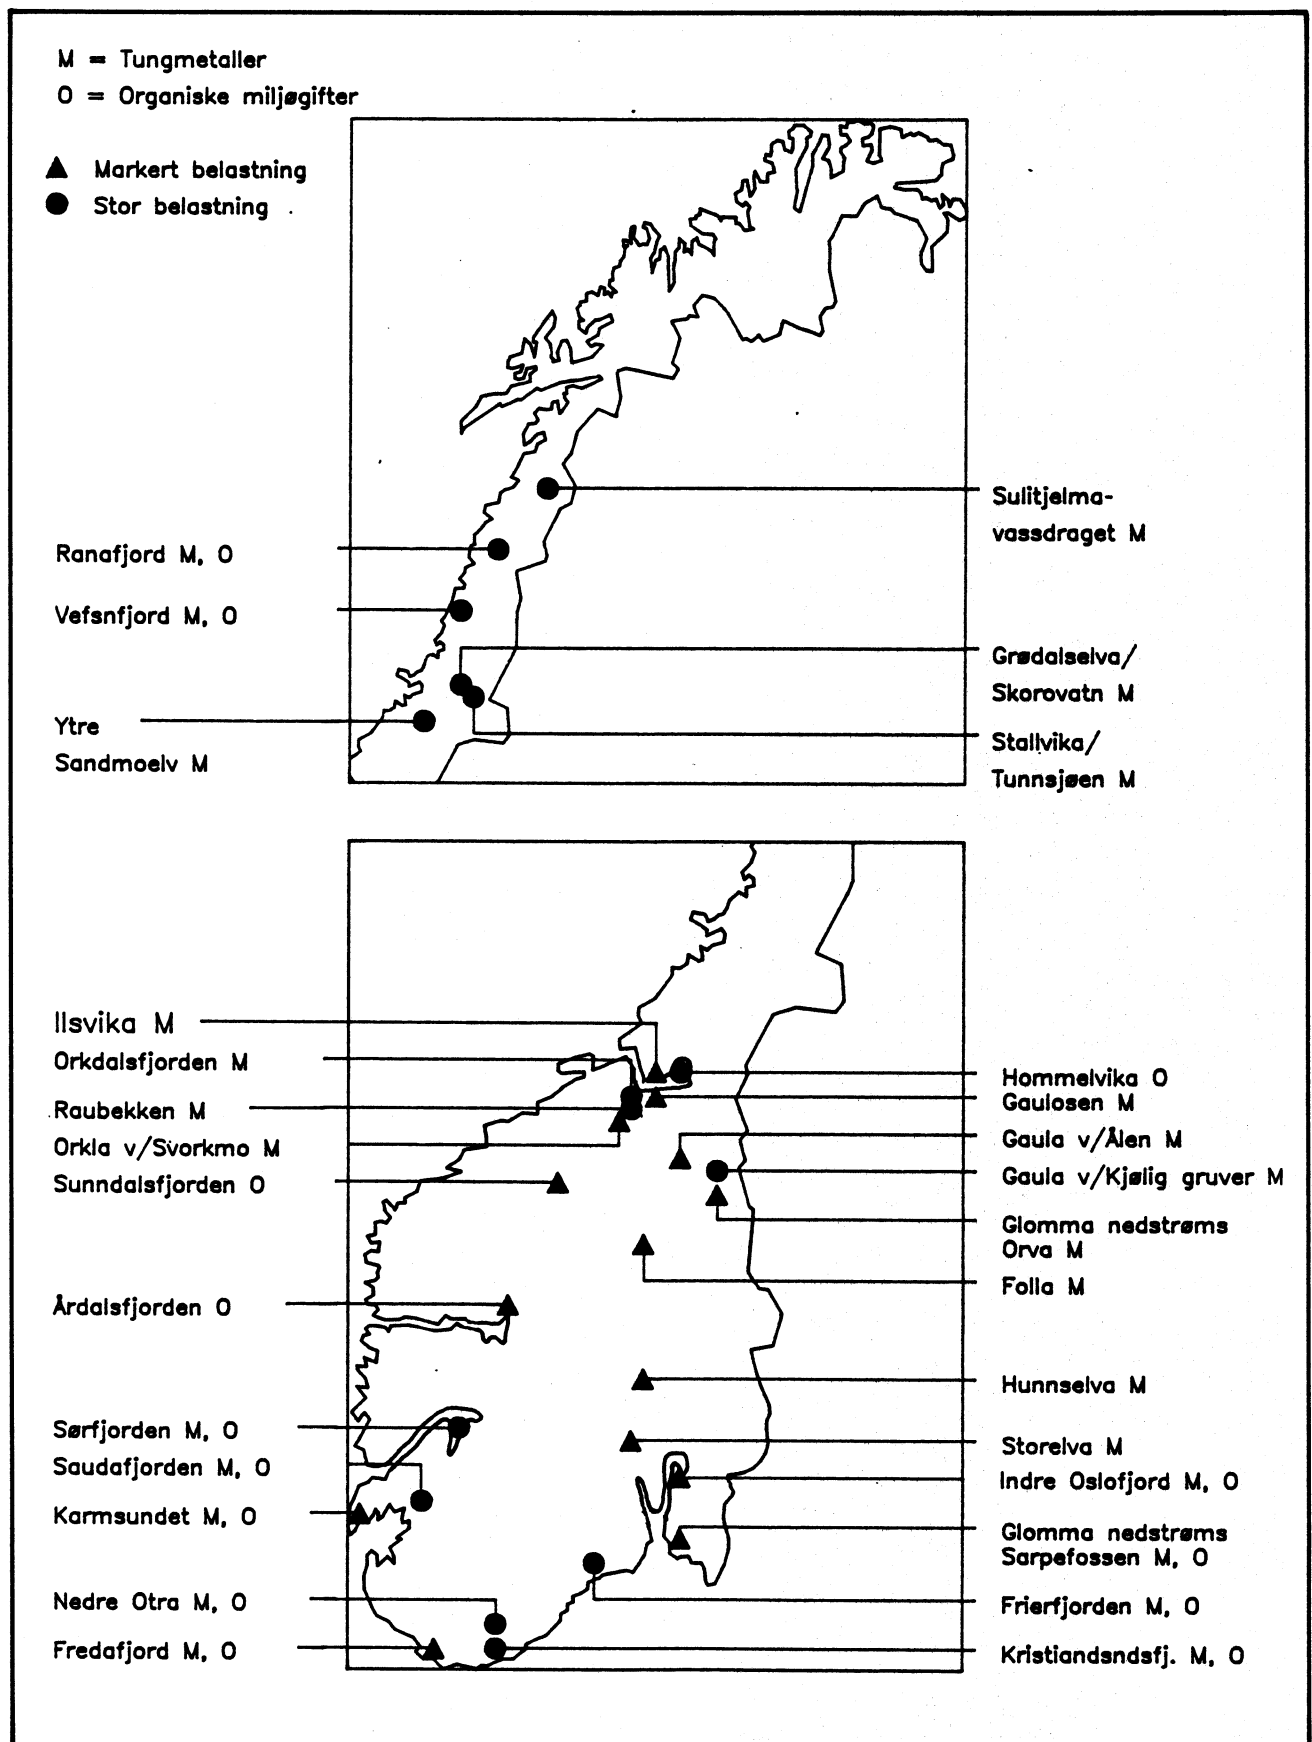 M = Tungmetaller
O = Organiske miljøgifter
Markert belastning
Stor belastning
Ranafjord M, O
Vefsnfjord M, O
Ytre
Sandmoelv M
Sulitjelma-
vassdraget M
Grødalselva/
Skorovatn M
Stallvika/
Tunnsjøen M
Ilsvika M
Orkdalsfjorden M
Raubekken M
Orkla v/Svorkmo M
Sunndalsfjorden O
Årdalsfjorden O
Sørfjorden M, O
Saudafjorden M, O
Karmsundet M, O
Nedre Otra M, O
Fredafjord M, O
Hommelvika O
Gaulosen M
Gaula v/Ålen M
Gaula v/Kjølig gruver M
Glomma nedstrøms
Orva M
Folla M
Hunnselva M
Storelva M
Indre Oslofjord M, O
Glomma nedstrøms
Sarpefossen M, O
Frierfjorden M, O
Kristiandsndsfj. M, O